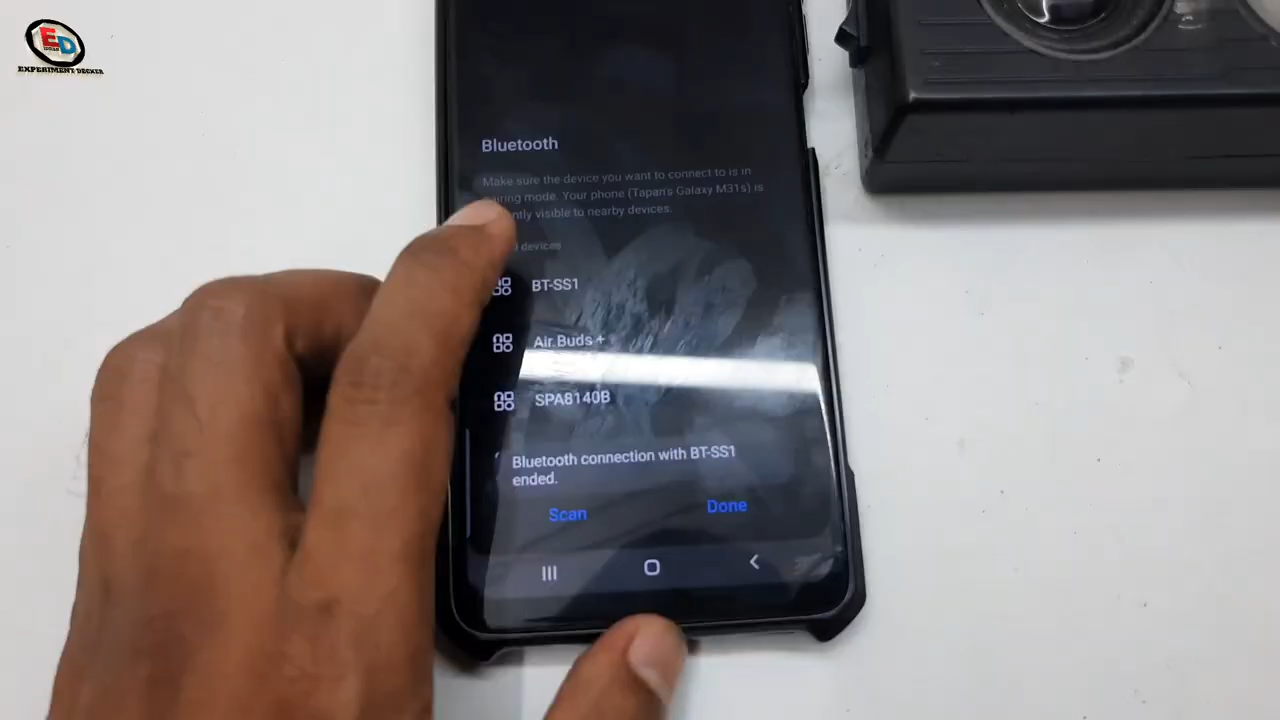 ED
EXPERIMENT DECKER
Bluetooth
Make sure the device you want to connect to is in
mode. Your phone (Tapan's Galaxy M31s) is
visible to nearby devices.
devices
BT-SS1
Air Buds +
SPA8140B
Bluetooth connection with BT-SS1
ended.
Scan
Done